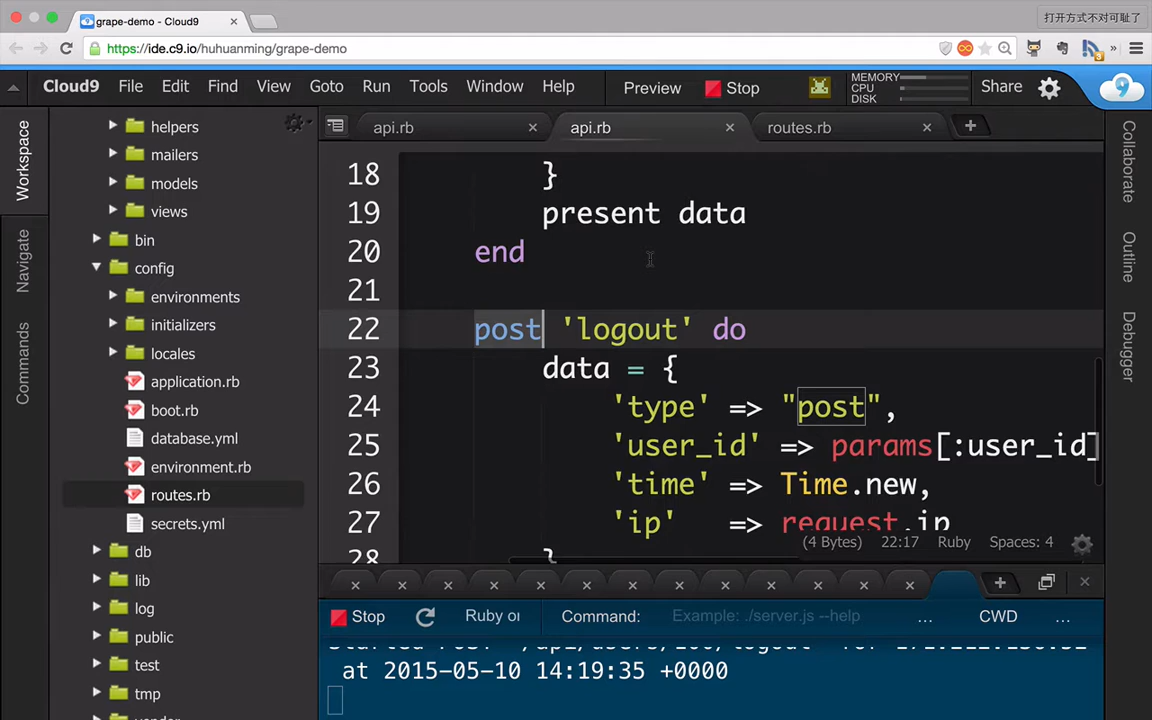 grape-demo - Cloud9
打开方式不对可耻了
https://ide.c9.io/huhuanming/grape-demo
Cloud9 File Edit Find View Goto Run Tools Window Help Preview Stop MEMORY CPU DISK Share
Workspace
Navigate
Commands
helpers
mailers
models
views
bin
config
environments
initializers
locales
application.rb
boot.rb
database.yml
environment.rb
routes.rb
secrets.yml
db
lib
log
public
test
tmp
api.rb api.rb routes.rb
18 }
19 present data
20 end
21
22 post 'logout' do
23 data = {
24 'type' => "post",
25 'user_id' => params[:user_id]
26 'time' => Time.new,
27 'ip' => request.ip
28 }
(4 Bytes) 22:17 Ruby Spaces: 4
Stop Ruby Command: Example: ./server.js --help ... CWD ...
at 2015-05-10 14:19:35 +0000
Collaborate
Outline
Debugger